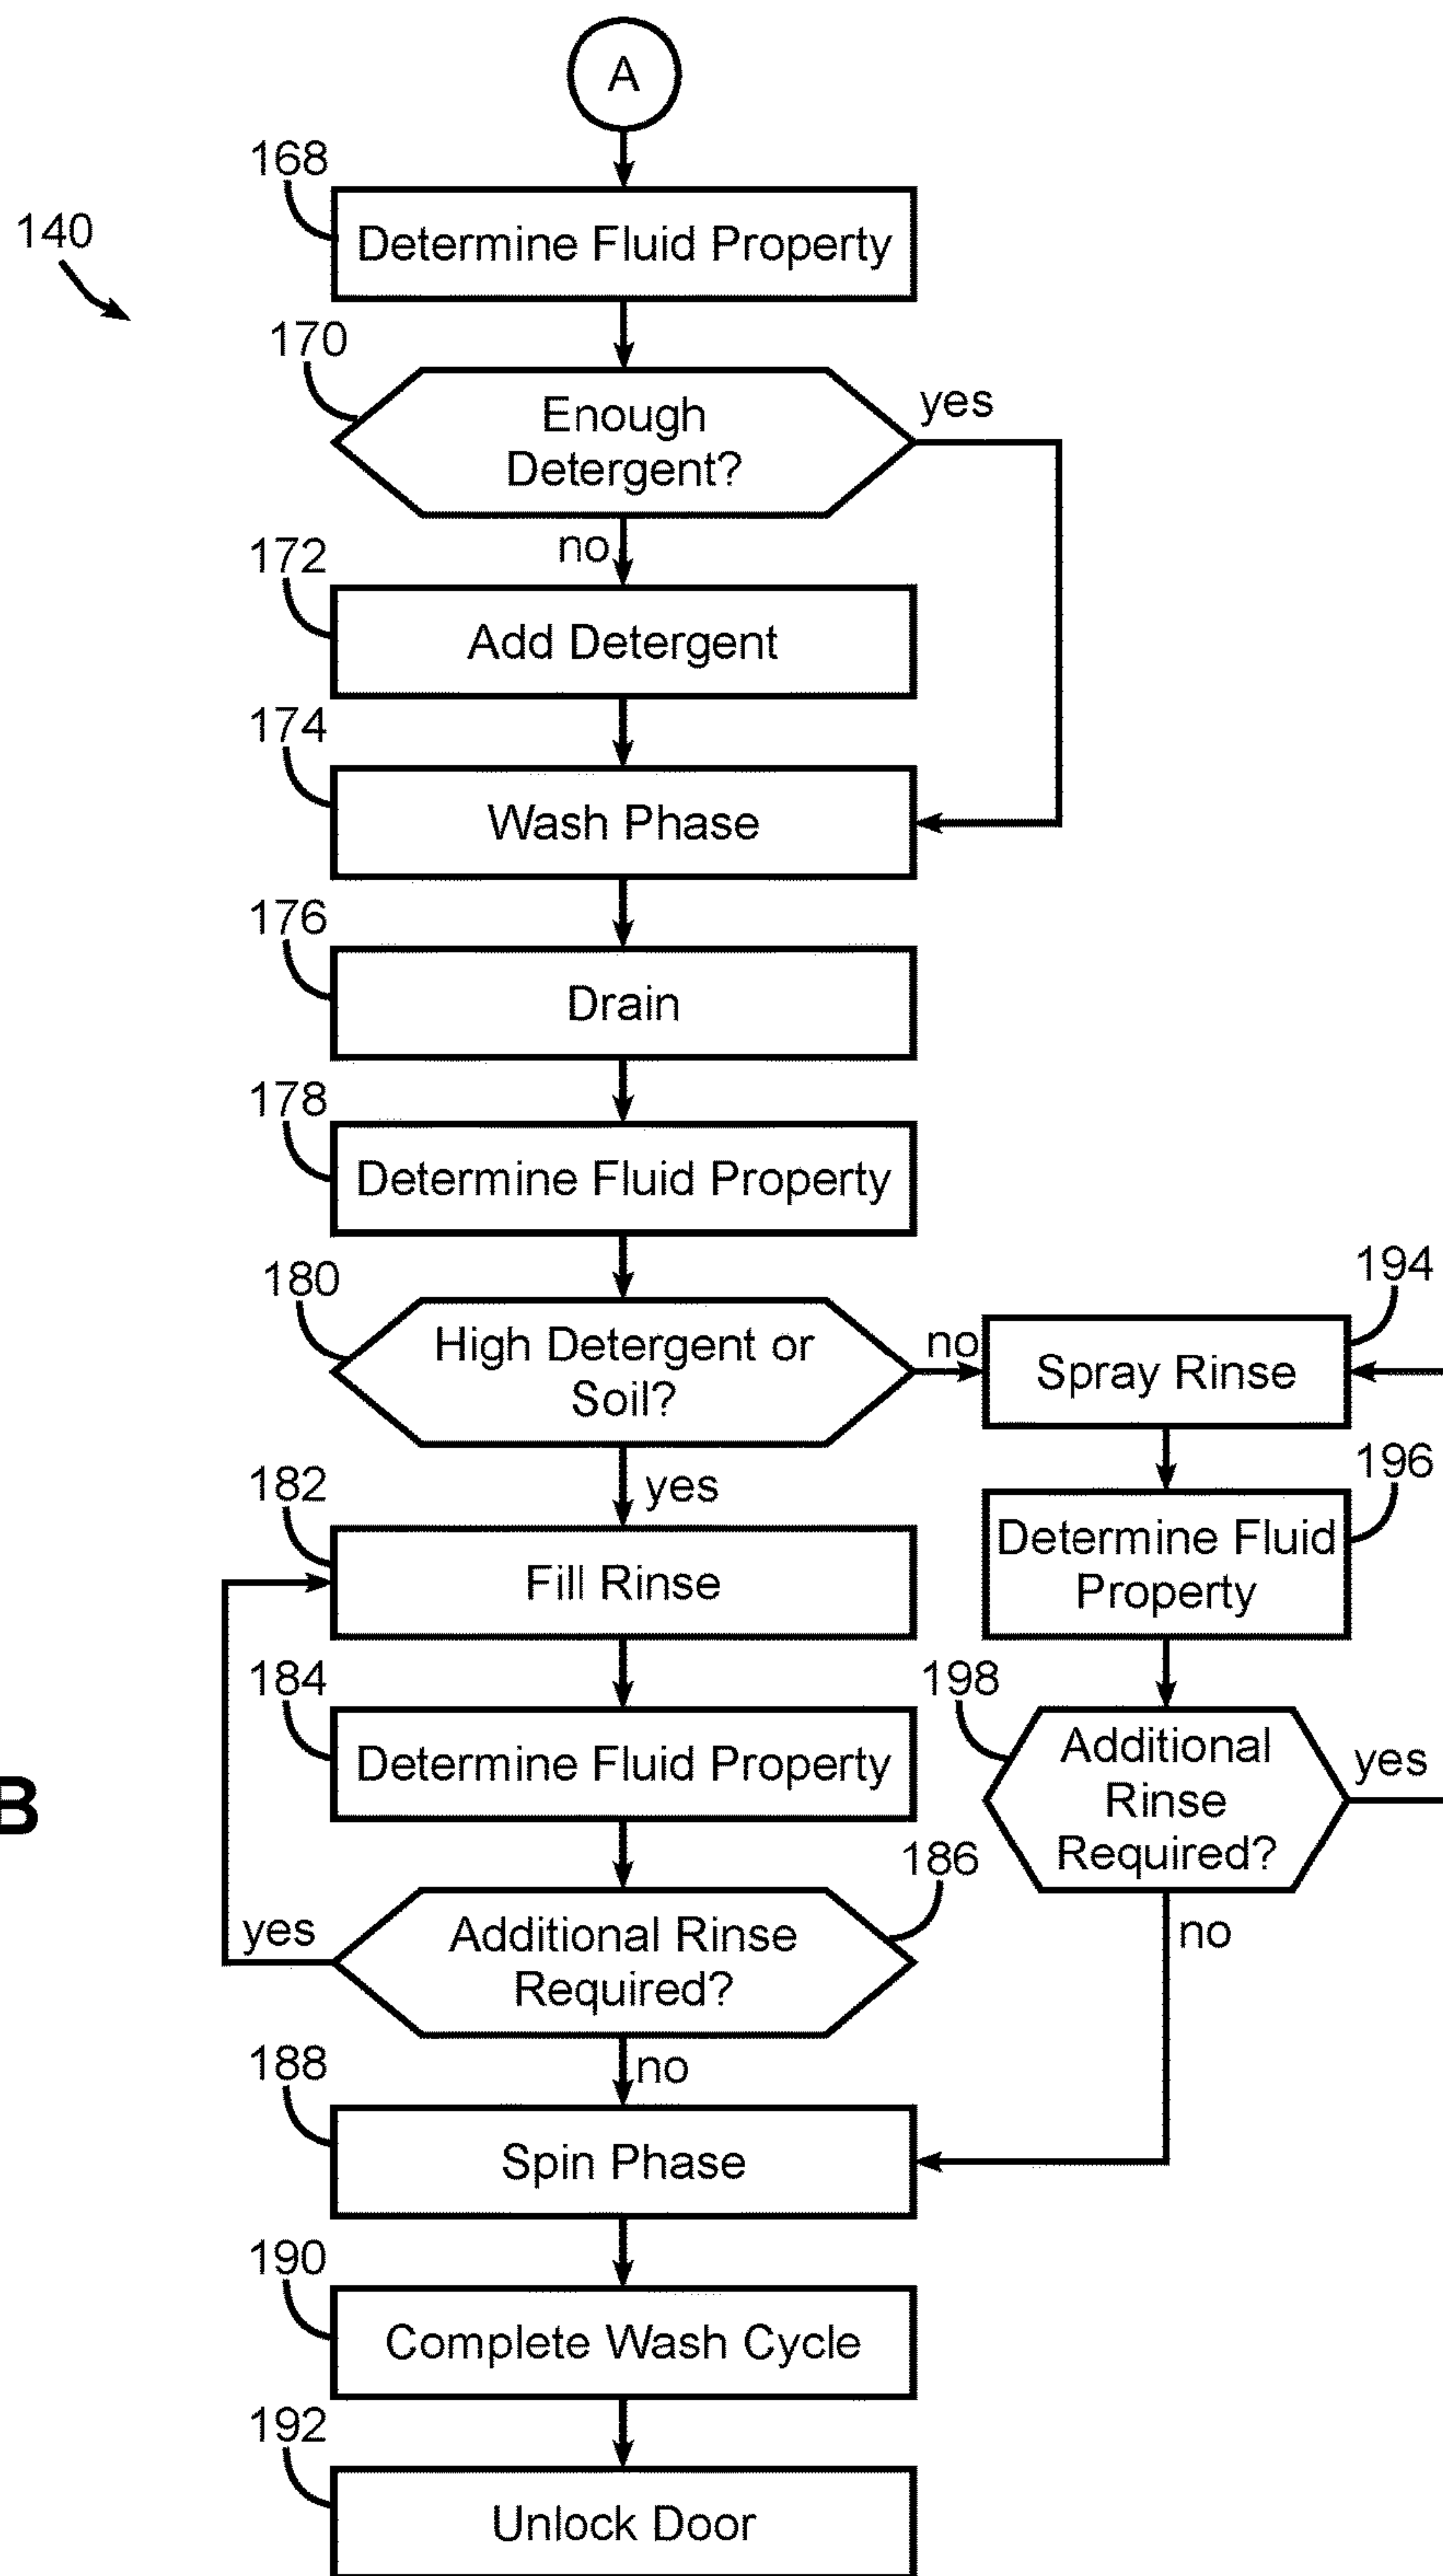 A
168
140
Determine Fluid Property
170
Enough
Detergent?
yes
no
172
Add Detergent
174
Wash Phase
176
Drain
178
Determine Fluid Property
180
High Detergent or
Soil?
no
194
Spray Rinse
yes
182
Fill Rinse
196
Determine Fluid
Property
184
Determine Fluid Property
198
Additional
Rinse
Required?
yes
B
186
Additional Rinse
Required?
yes
no
no
188
Spin Phase
190
Complete Wash Cycle
192
Unlock Door